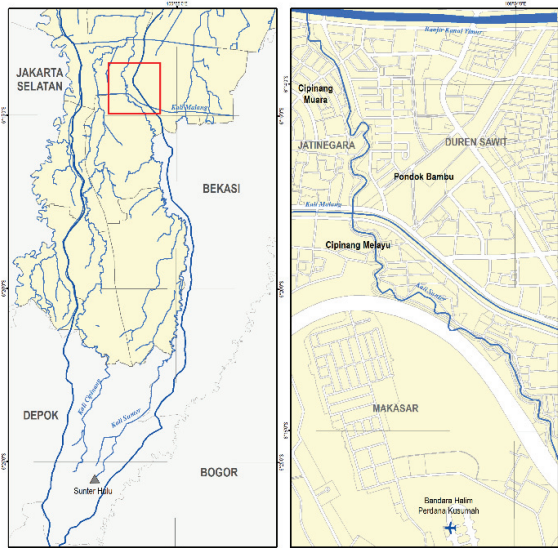 JAKARTA
SELATAN
Kali Malang
BEKASI
DEPOK
Kali Cipinang
Kali Sunter
Sunter Hulu
BOGOR
Banjir Kanal Timur
Cipinang
Muara
JATINEGARA
DUREN SAWIT
Pondok Bambu
Kali Malang
Cipinang Melayu
Kali Sunter
MAKASAR
Bandara Halim
Perdana Kusumah